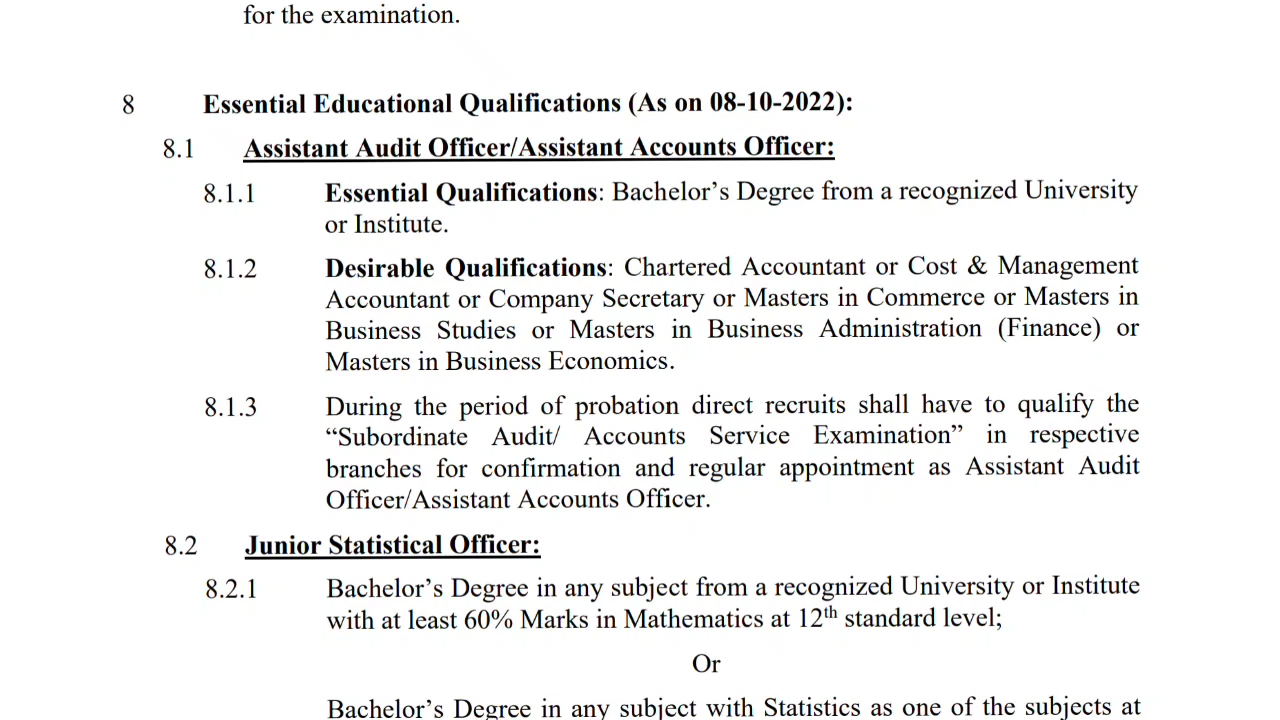 for the examination.
8 Essential Educational Qualifications (As on 08-10-2022):
8.1 Assistant Audit Officer/Assistant Accounts Officer:
8.1.1 Essential Qualifications: Bachelor’s Degree from a recognized University
or Institute.
8.1.2 Desirable Qualifications: Chartered Accountant or Cost & Management
Accountant or Company Secretary or Masters in Commerce or Masters in
Business Studies or Masters in Business Administration (Finance) or
Masters in Business Economics.
8.1.3 During the period of probation direct recruits shall have to qualify the
“Subordinate Audit/ Accounts Service Examination” in respective
branches for confirmation and regular appointment as Assistant Audit
Officer/Assistant Accounts Officer.
8.2 Junior Statistical Officer:
8.2.1 Bachelor’s Degree in any subject from a recognized University or Institute
with at least 60% Marks in Mathematics at 12th standard level;
Or
Bachelor’s Degree in any subject with Statistics as one of the subjects at